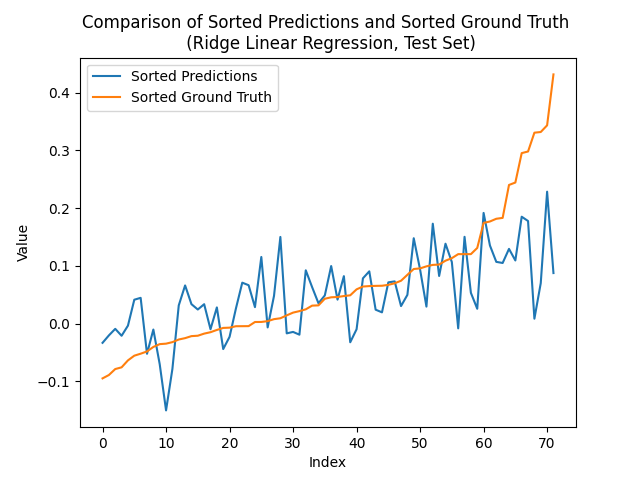 Comparison of Sorted Predictions and Sorted Ground Truth
(Ridge Linear Regression, Test Set)
Sorted Predictions
Sorted Ground Truth
Value
0.4
0.3
0.2
0.1
0.0
−0.1
0
10
20
30
40
50
60
70
Index